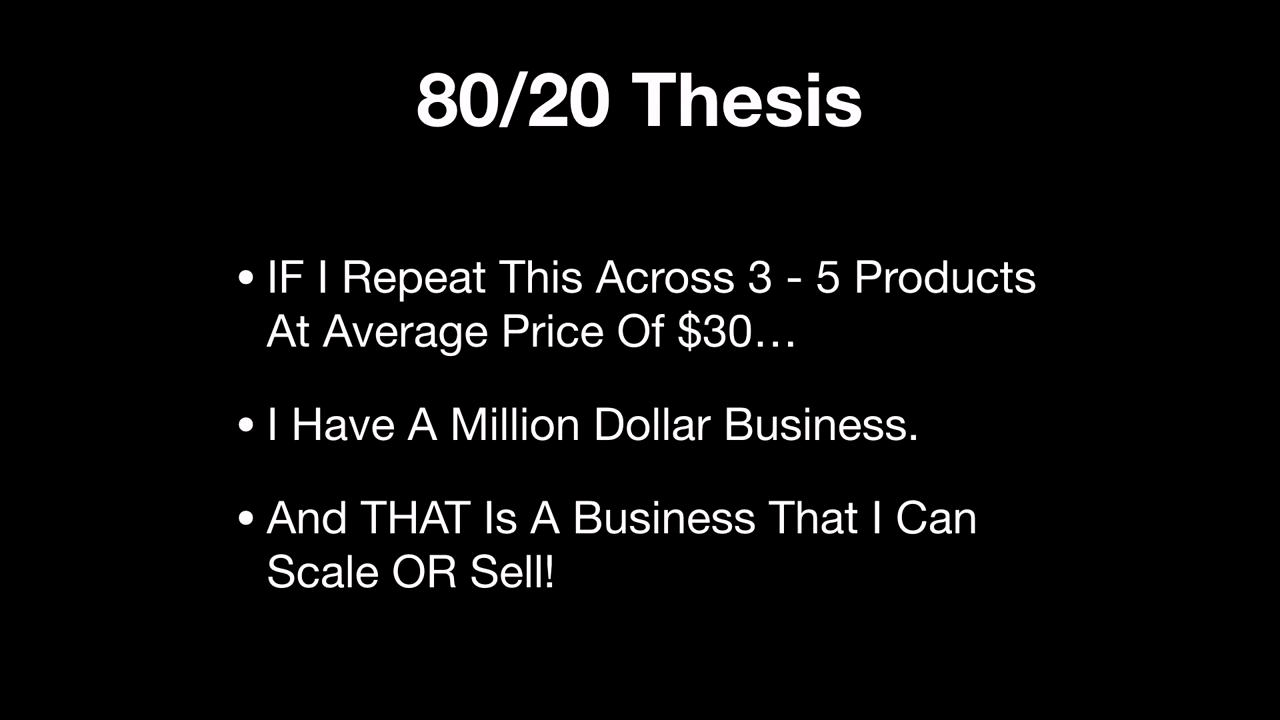 80/20 Thesis
• IF I Repeat This Across 3 - 5 Products
At Average Price Of $30…
• I Have A Million Dollar Business.
• And THAT Is A Business That I Can
Scale OR Sell!